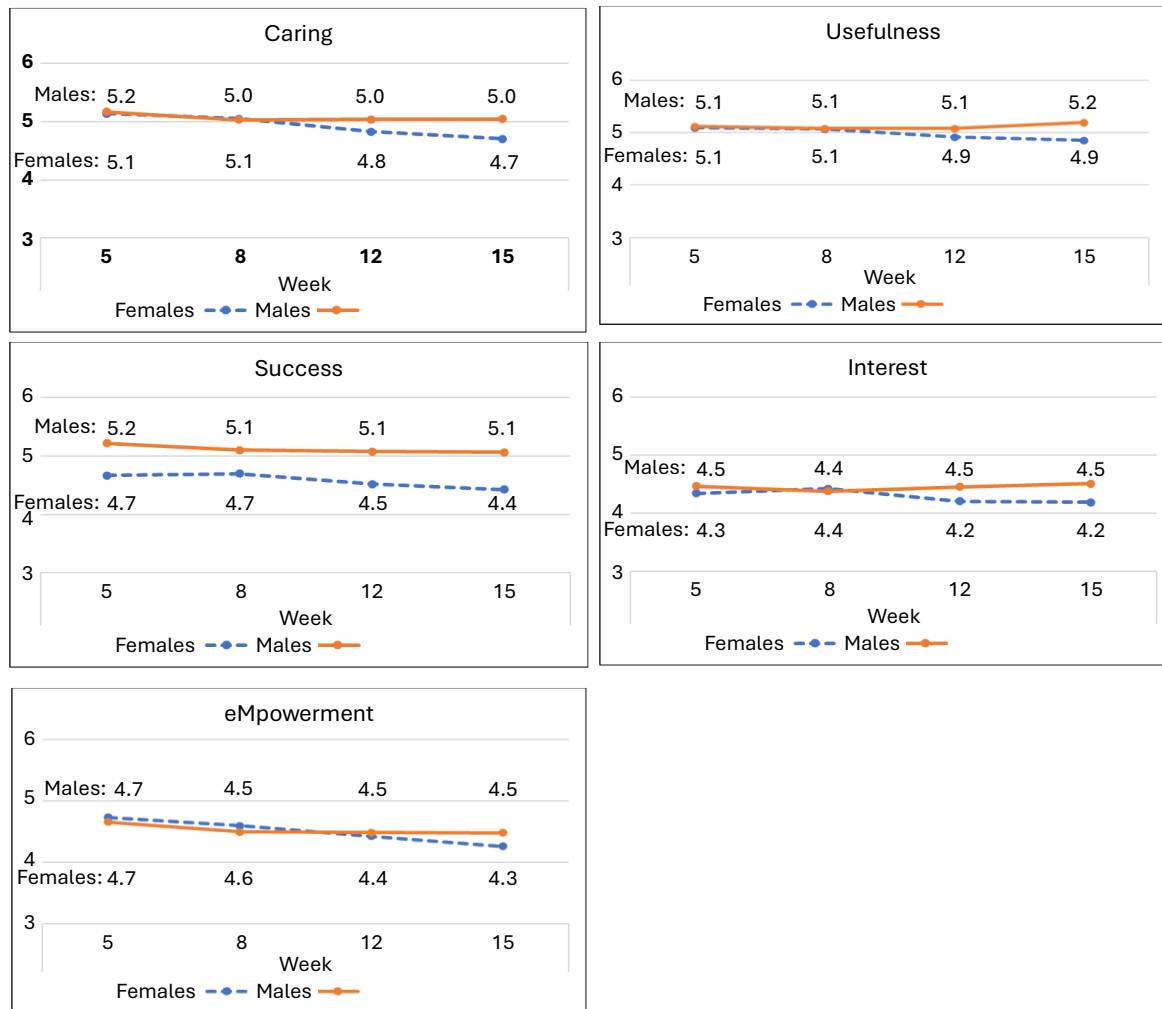 Caring
6
Males: 5.2 5.0 5.0 5.0
5
Females: 5.1 5.1 4.8 4.7
4
3
5 8 12 15
Week
Females Males
Usefulness
6
Males: 5.1 5.1 5.1 5.2
5
Females: 5.1 5.1 4.9 4.9
4
3
5 8 12 15
Week
Females Males
Success
6
Males: 5.2 5.1 5.1 5.1
5
Females: 4.7 4.7 4.5 4.4
4
3
5 8 12 15
Week
Females Males
Interest
6
5
Males: 4.5 4.4 4.5 4.5
4
Females: 4.3 4.4 4.2 4.2
3
5 8 12 15
Week
Females Males
eMpowerment
6
Males: 4.7 4.5 4.5 4.5
5
4
Females: 4.7 4.6 4.4 4.3
3
5 8 12 15
Week
Females Males